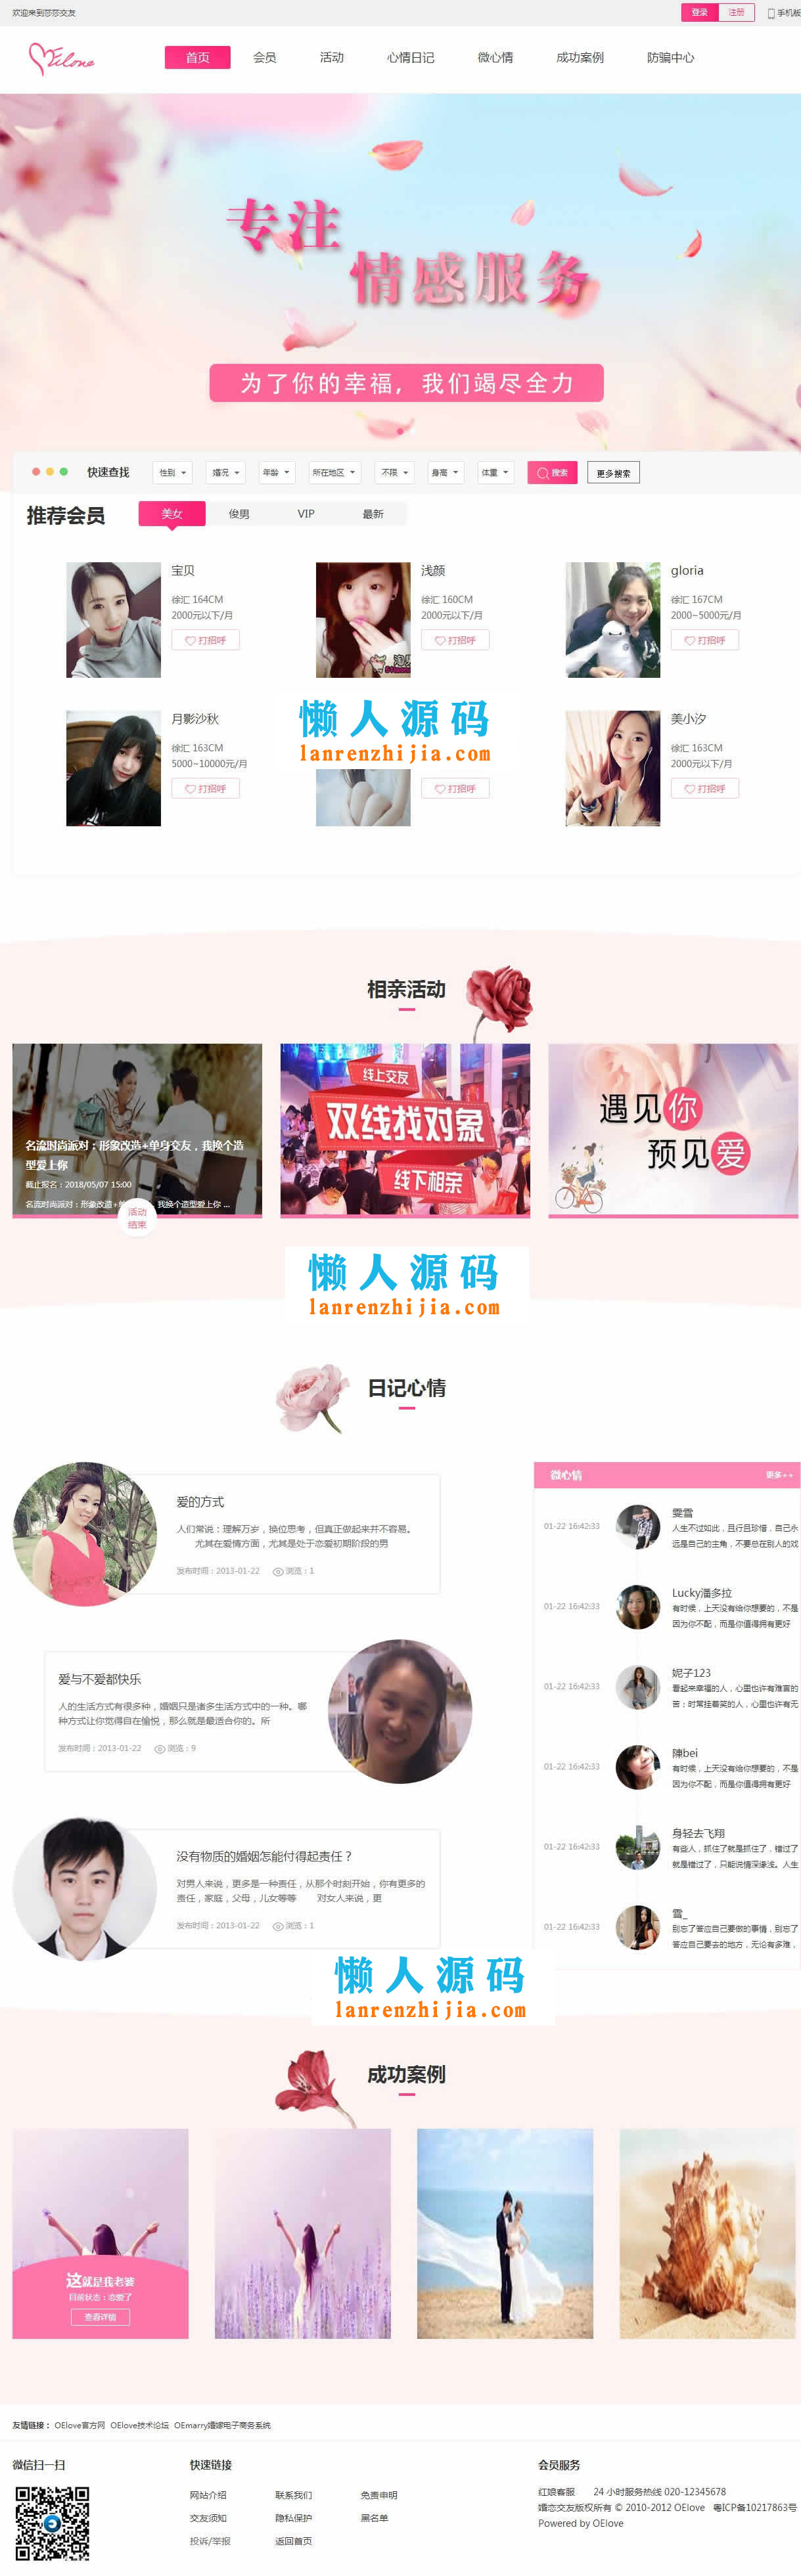 欢迎来到莎莎交友
登录 注册 手机版
OElove
首页 会员 活动 心情日记 微心情 成功案例 防骗中心
专注
情感服务
为了你的幸福，我们竭尽全力
快速查找 性别 婚况 年龄 所在地区 不限 身高 体重 搜索 更多搜索
推荐会员 美女 俊男 VIP 最新
宝贝
徐汇 164CM
2000元以下/月
打招呼
浅颜
徐汇 160CM
2000元以下/月
打招呼
gloria
徐汇 167CM
2000~5000元/月
打招呼
月影沙秋
徐汇 163CM
5000~10000元/月
打招呼
懒人源码
lanrenzhijia.com
打招呼
美小汐
徐汇 163CM
2000元以下/月
打招呼
相亲活动
名流时尚派对：形象改造+单身交友，我换个造
型爱上你
截止报名：2018/05/07 15:00
名流时尚派对：形象改造+单 我换个造型爱上你 ...
活动
结束
线上交友
双线找对象
线下相亲
遇见你
预见爱
懒人源码
lanrenzhijia.com
日记心情
爱的方式
人们常说：理解万岁，换位思考，但真正做起来并不容易。
尤其在爱情方面，尤其是处于恋爱初期阶段的男
发布时间：2013-01-22 浏览：1
爱与不爱都快乐
人的生活方式有很多种，婚姻只是诸多生活方式中的一种。哪
种方式让你觉得自在愉悦，那么就是最适合你的。所
发布时间：2013-01-22 浏览：9
没有物质的婚姻怎能付得起责任？
对男人来说，更多是一种责任，从那个时刻开始，你有更多的
责任，家庭，父母，儿女等等 对女人来说，更
发布时间：2013-01-22 浏览：1
微心情 更多++
01-22 16:42:33
雯雪
人生不过如此，且行且珍惜，自己永
远是自己的主角，不要总在别人的戏
01-22 16:42:33
Lucky潘多拉
有时候，上天没有给你想要的，不是
因为你不配，而是你值得拥有更好
01-22 16:42:33
妮子123
看起来幸福的人，心里也许有难言的
苦；时常挂着笑的人，心里也许有无
01-22 16:42:33
陳bei
有时候，上天没有给你想要的，不是
因为你不配，而是你值得拥有更好
01-22 16:42:33
身轻去飞翔
有些人，抓住了就是抓住了，错过了
就是错过了，只能说情深缘浅。人生
01-22 16:42:33
雪_
别忘了答应自己要做的事情，别忘了
答应自己要去的地方，无论有多难，
懒人源码
lanrenzhijia.com
成功案例
这就是我老婆
目前状态：恋爱了
查看详情
友情链接： OElove官方网 OElove技术论坛 OEmarry婚嫁电子商务系统
微信扫一扫
快速链接
网站介绍 联系我们 免责申明
交友须知 隐私保护 黑名单
投诉/举报 返回首页
会员服务
红娘客服 24 小时服务热线 020-12345678
婚恋交友版权所有 © 2010-2012 OElove 粤ICP备10217863号
Powered by OElove